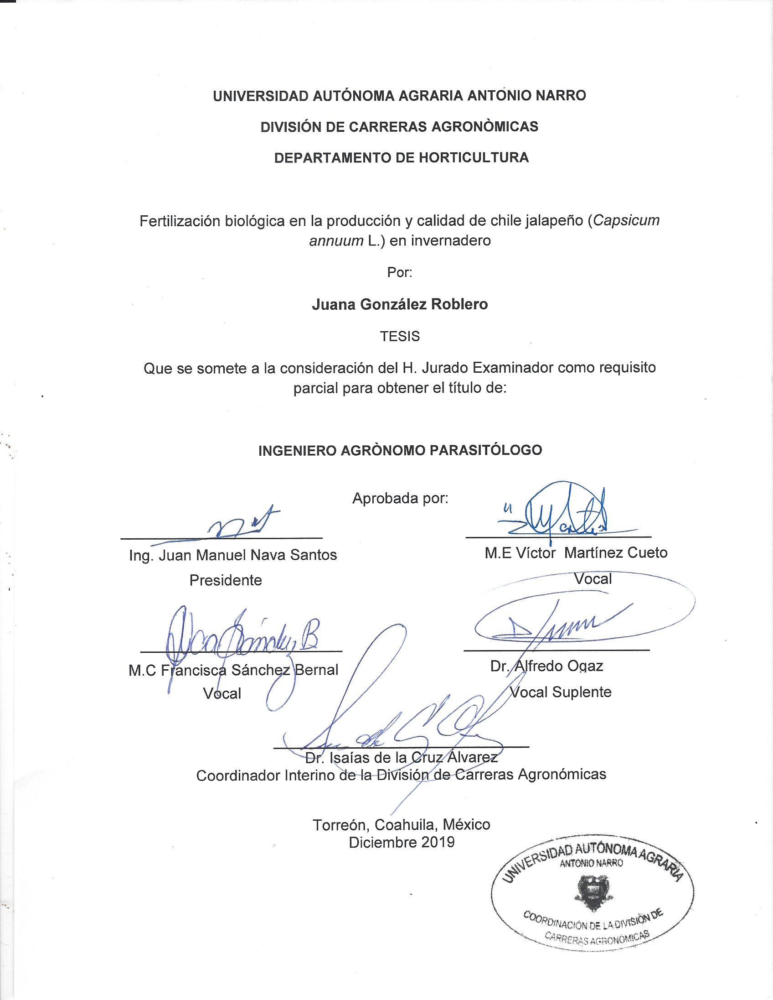 UNIVERSIDAD AUTÓNOMA AGRARIA ANTONIO NARRO
DIVISIÓN DE CARRERAS AGRONÒMICAS
DEPARTAMENTO DE HORTICULTURA
Fertilización biológica en la producción y calidad de chile jalapeño (Capsicum
annuum L.) en invernadero
Por:
Juana González Roblero
TESIS
Que se somete a la consideración del H. Jurado Examinador como requisito
parcial para obtener el título de:
INGENIERO AGRÒNOMO PARASITÓLOGO
Aprobada por:
Ing. Juan Manuel Nava Santos
Presidente
M.E Víctor Martínez Cueto
Vocal
M.C Francisca Sánchez Bernal
Vocal
Dr. Alfredo Ogaz
Vocal Suplente
Dr. Isaías de la Cruz Álvarez
Coordinador Interino de la División de Carreras Agronómicas
Torreón, Coahuila, México
Diciembre 2019
UNIVERSIDAD AUTÓNOMA AGRARIA
ANTONIO NARRO
COORDINACIÓN DE LA DIVISIÓN DE
CARRERAS AGRONÓMICAS